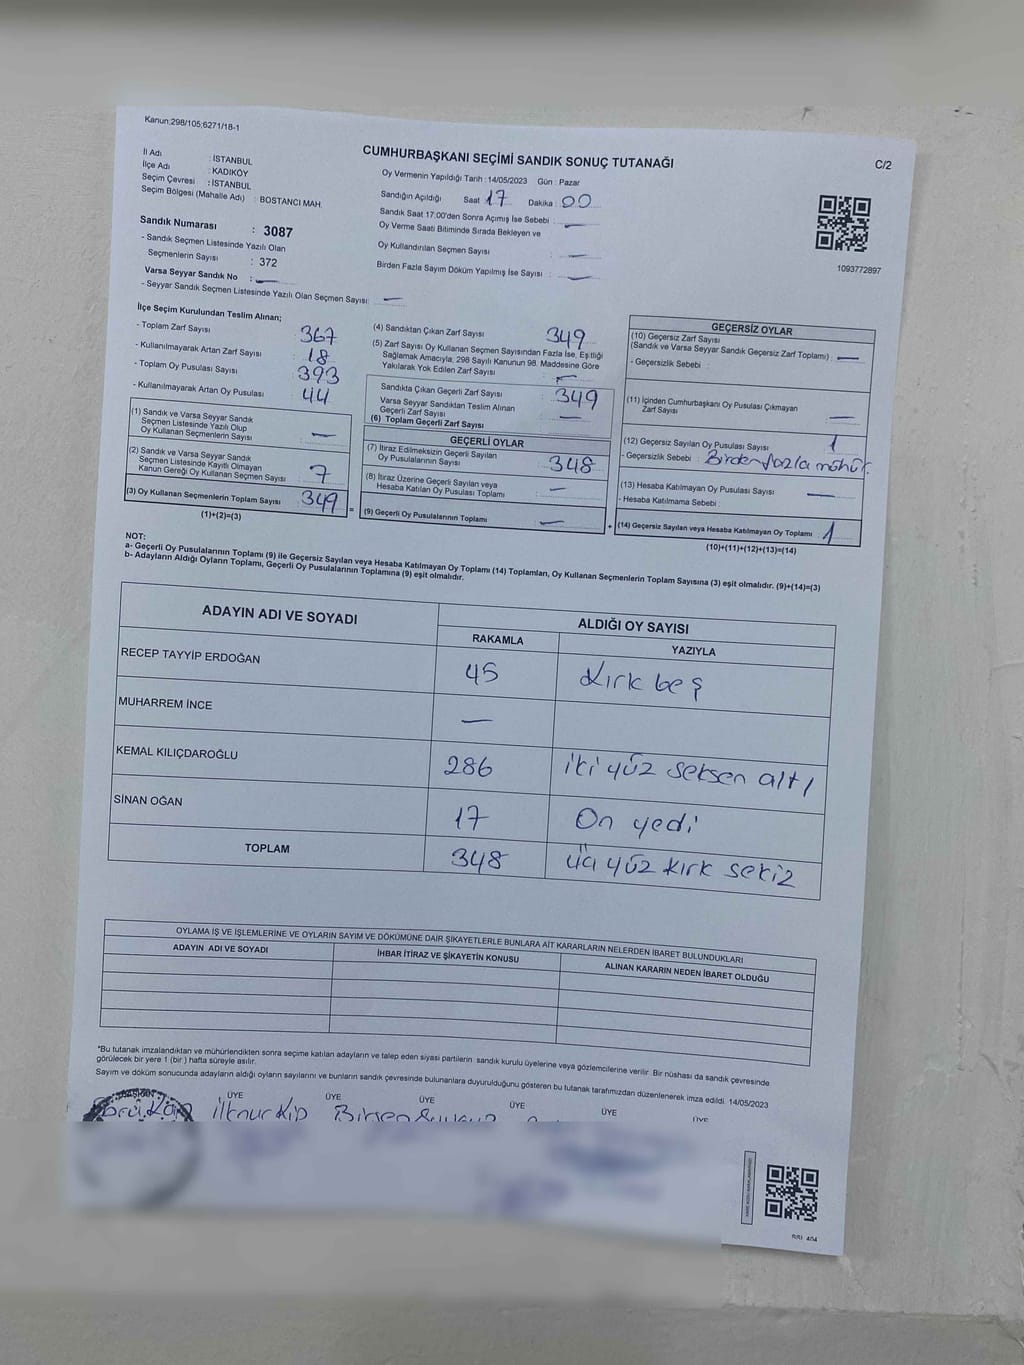 Kanun:298/105;6271/18-1
CUMHURBAŞKANI SEÇİMİ SANDIK SONUÇ TUTANAĞI
C/2
İl Adı : İSTANBUL
İlçe Adı : KADIKÖY
Seçim Çevresi : İSTANBUL
Seçim Bölgesi (Mahalle Adı) : BOSTANCI MAH.
Sandık Numarası : 3087
- Sandık Seçmen Listesinde Yazılı Olan
Seçmenlerin Sayısı : 372
Varsa Seyyar Sandık No : —
- Seyyar Sandık Seçmen Listesinde Yazılı Olan Seçmen Sayısı: —
Oy Vermenin Yapıldığı Tarih : 14/05/2023 Gün : Pazar
Sandığın Açıldığı Saat : 17 Dakika : 00
Sandık Saat 17:00'den Sonra Açımış İse Sebebi : —
Oy Verme Saati Bitiminde Sırada Bekleyen ve
Oy Kullandırılan Seçmen Sayısı : —
Birden Fazla Sayım Döküm Yapılmış İse Sayısı : —
1093772897
İlçe Seçim Kurulundan Teslim Alınan;
- Toplam Zarf Sayısı : 367
- Kullanılmayarak Artan Zarf Sayısı : 18
- Toplam Oy Pusulası Sayısı : 393
- Kullanılmayarak Artan Oy Pusulası : 44
(1) Sandık ve Varsa Seyyar Sandık
Seçmen Listesinde Yazılı Olup
Oy Kullanan Seçmenlerin Sayısı : —
(2) Sandık ve Varsa Seyyar Sandık
Seçmen Listesinde Kayıtlı Olmayan
Kanun Gereği Oy Kullanan Seçmen Sayısı : 7
(3) Oy Kullanan Seçmenlerin Toplam Sayısı : 349
(1)+(2)=(3)
(4) Sandıktan Çıkan Zarf Sayısı : 349
(5) Zarf Sayısı Oy Kullanan Seçmen Sayısından Fazla İse, Eşitliği
Sağlamak Amacıyla, 298 Sayılı Kanunun 98. Maddesine Göre
Yakılarak Yok Edilen Zarf Sayısı : —
Sandıkta Çıkan Geçerli Zarf Sayısı : 349
Varsa Seyyar Sandıktan Teslim Alınan
Geçerli Zarf Sayısı : —
(6) Toplam Geçerli Zarf Sayısı
GEÇERLİ OYLAR
(7) İtiraz Edilmeksizin Geçerli Sayılan
Oy Pusulalarının Sayısı : 348
(8) İtiraz Üzerine Geçerli Sayılan veya
Hesaba Katılan Oy Pusulası Toplamı : —
(9) Geçerli Oy Pusulalarının Toplamı : —
GEÇERSİZ OYLAR
(10) Geçersiz Zarf Sayısı
(Sandık ve Varsa Seyyar Sandık Geçersiz Zarf Toplamı) : —
- Geçersizlik Sebebi :
(11) İçinden Cumhurbaşkanı Oy Pusulası Çıkmayan
Zarf Sayısı : —
(12) Geçersiz Sayılan Oy Pusulası Sayısı : 1
- Geçersizlik Sebebi : Birden fazla mühür.
(13) Hesaba Katılmayan Oy Pusulası Sayısı : —
- Hesaba Katılmama Sebebi :
(14) Geçersiz Sayılan veya Hesaba Katılmayan Oy Toplamı : 1
(10)+(11)+(12)+(13)=(14)
NOT:
a- Geçerli Oy Pusulalarının Toplamı (9) ile Geçersiz Sayılan veya Hesaba Katılmayan Oy Toplamı (14) Toplamları, Oy Kullanan Seçmenlerin Toplam Sayısına (3) eşit olmalıdır. (9)+(14)=(3)
b- Adayların Aldığı Oyların Toplamı, Geçerli Oy Pusulalarının Toplamına (9) eşit olmalıdır.
ADAYIN ADI VE SOYADI ALDIĞI OY SAYISI
RAKAMLA YAZIYLA
RECEP TAYYİP ERDOĞAN 45 Kırk beş
MUHARREM İNCE —
KEMAL KILIÇDAROĞLU 286 iki yüz seksen altı
SİNAN OĞAN 17 On yedi
TOPLAM 348 üç yüz kırk sekiz
OYLAMA İŞ VE İŞLEMLERİNE VE OYLARIN SAYIM VE DÖKÜMÜNE DAİR ŞİKAYETLERLE BUNLARA AİT KARARLARIN NELERDEN İBARET BULUNDUKLARI
ADAYIN ADI VE SOYADI İHBAR İTİRAZ VE ŞİKAYETİN KONUSU ALINAN KARARIN NEDEN İBARET OLDUĞU
*Bu tutanak imzalandıktan ve mühürlendikten sonra seçime katılan adayların ve talep eden siyasi partilerin sandık kurulu üyelerine veya gözlemcilerine verilir. Bir nüshası da sandık çevresinde
görülecek bir yere 1 (bir ) hafta süreyle asılır.
Sayım ve döküm sonucunda adayların aldığı oyların sayılarını ve bunların sandık çevresinde bulunanlara duyurulduğunu gösteren bu tutanak tarafımızdan düzenlenerek imza edildi. 14/05/2023
BAŞKAN ÜYE ÜYE ÜYE ÜYE ÜYE ÜYE
İlknur Kip Birsen